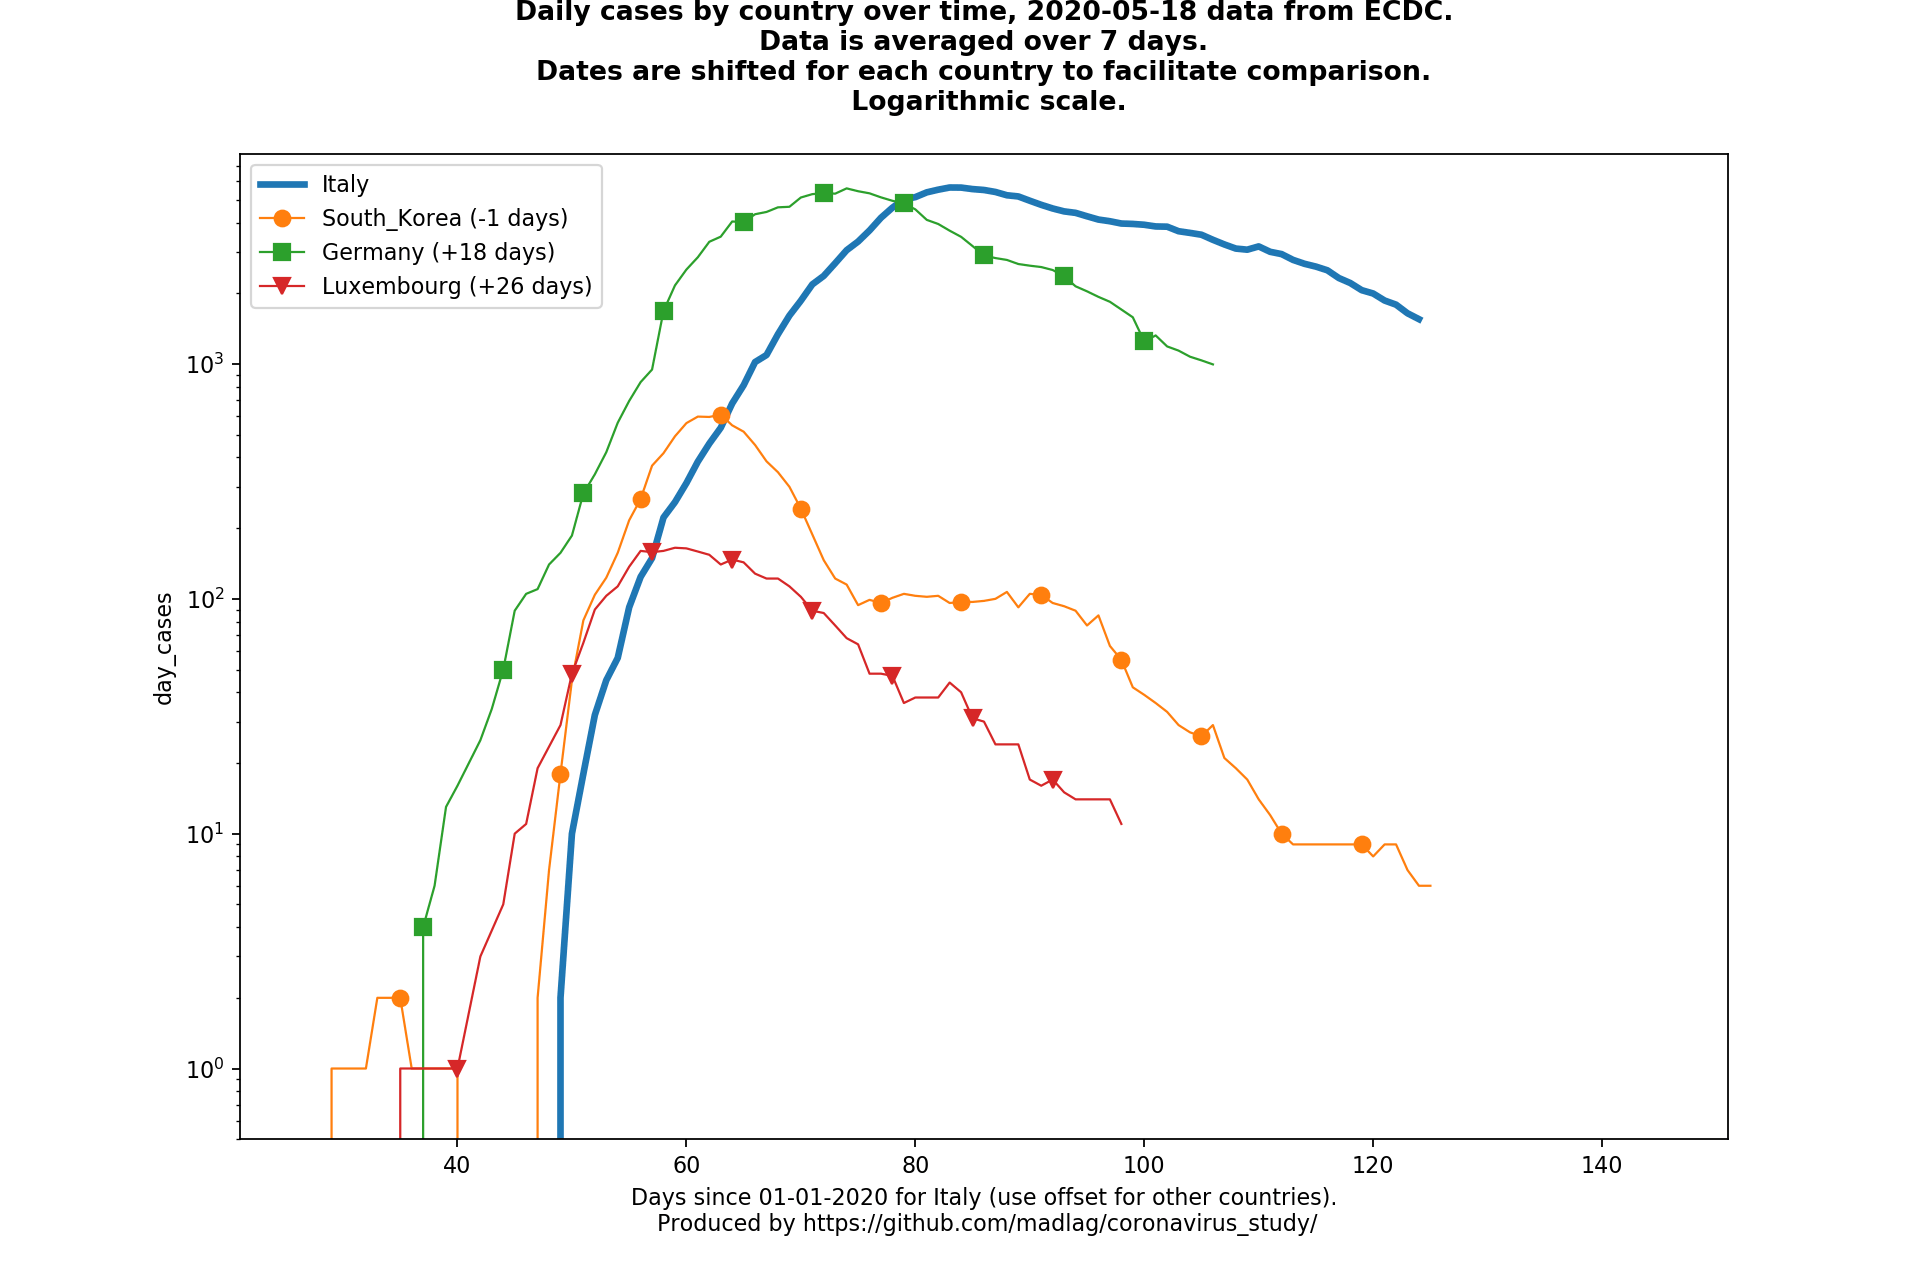 Daily cases by country over time, 2020-05-18 data from ECDC.
Data is averaged over 7 days.
Dates are shifted for each country to facilitate comparison.
Logarithmic scale.
Italy
South_Korea (-1 days)
Germany (+18 days)
Luxembourg (+26 days)
day_cases
10³
10²
10¹
10⁰
40 60 80 100 120 140
Days since 01-01-2020 for Italy (use offset for other countries).
Produced by https://github.com/madlag/coronavirus_study/